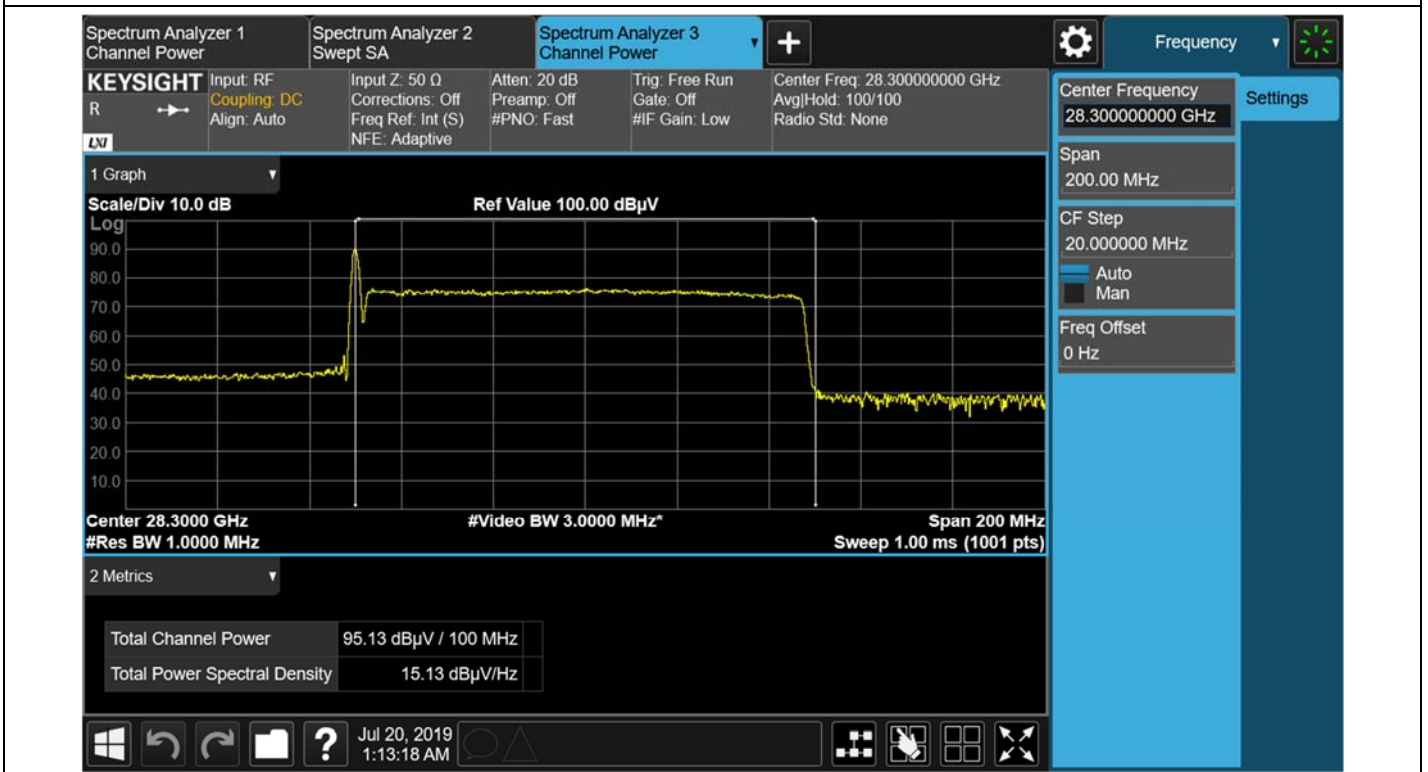 Spectrum Analyzer 1
Channel Power
Spectrum Analyzer 2
Swept SA
Spectrum Analyzer 3
Channel Power
Frequency
KEYSIGHT
R
LXI
Input: RF
Coupling: DC
Align: Auto
Input Z: 50 Ω
Corrections: Off
Freq Ref: Int (S)
NFE: Adaptive
Atten: 20 dB
Preamp: Off
#PNO: Fast
Trig: Free Run
Gate: Off
#IF Gain: Low
Center Freq: 28.300000000 GHz
Avg|Hold: 100/100
Radio Std: None
Center Frequency
28.300000000 GHz
Settings
Span
200.00 MHz
CF Step
20.000000 MHz
Auto
Man
Freq Offset
0 Hz
1 Graph
Scale/Div 10.0 dB
Ref Value 100.00 dBµV
Log
90.0
80.0
70.0
60.0
50.0
40.0
30.0
20.0
10.0
Center 28.3000 GHz
#Video BW 3.0000 MHz*
Span 200 MHz
#Res BW 1.0000 MHz
Sweep 1.00 ms (1001 pts)
2 Metrics
Total Channel Power 95.13 dBµV / 100 MHz
Total Power Spectral Density 15.13 dBµV/Hz
?
Jul 20, 2019
1:13:18 AM